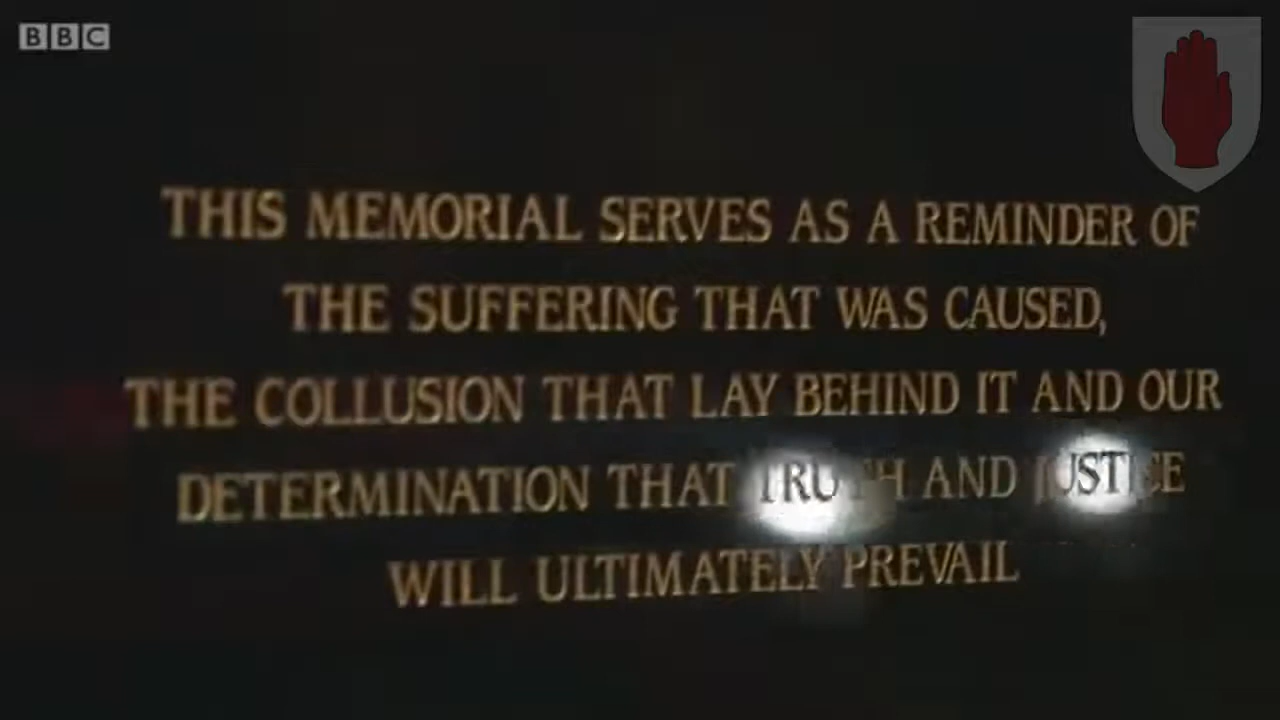 BBC
THIS MEMORIAL SERVES AS A REMINDER OF
THE SUFFERING THAT WAS CAUSED,
THE COLLUSION THAT LAY BEHIND IT AND OUR
DETERMINATION THAT TRUTH AND JUSTICE
WILL ULTIMATELY PREVAIL